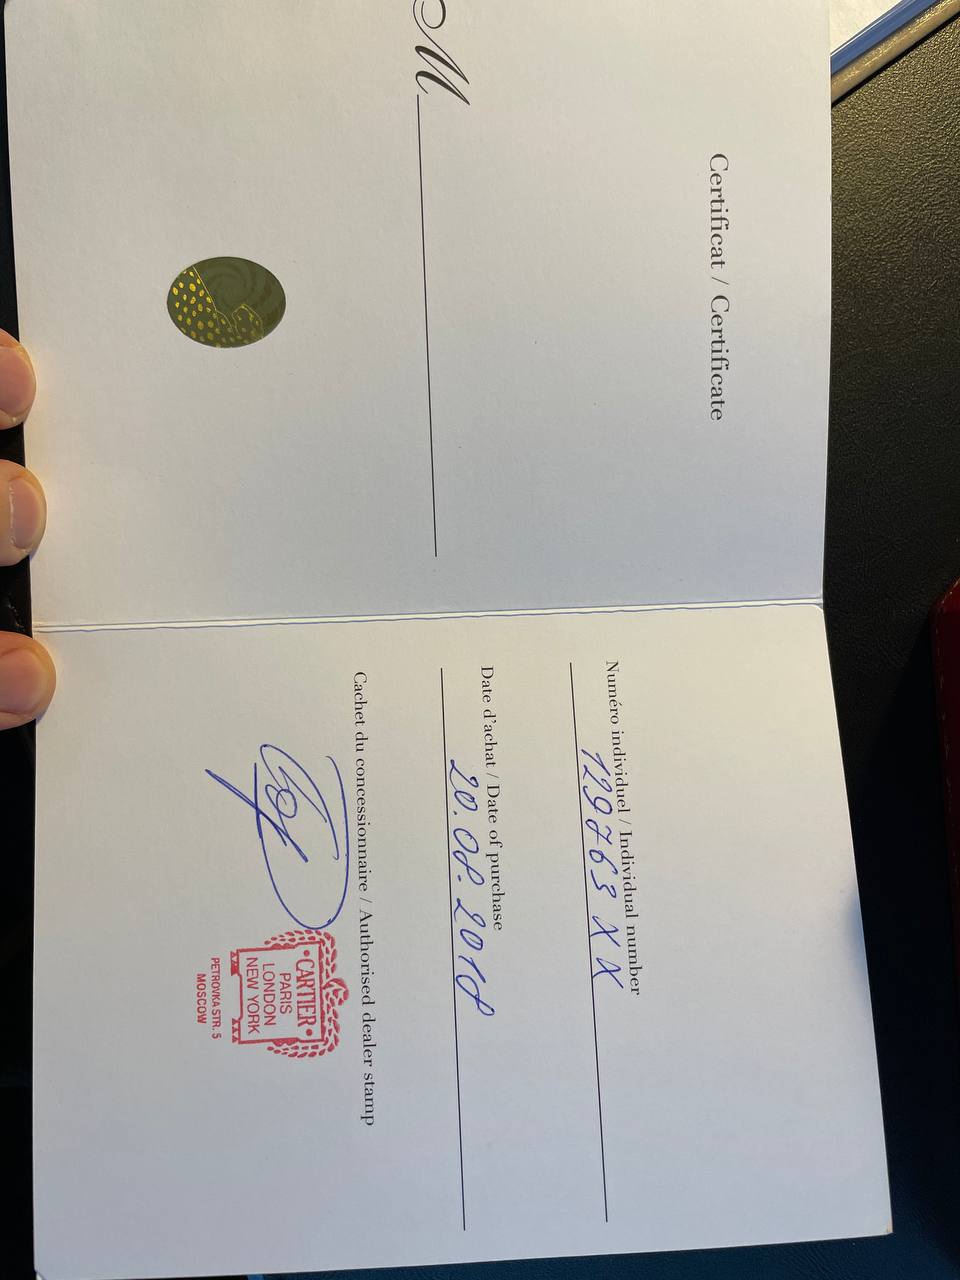 Certificat / Certificate
M
Numéro individuel / Individual number
129763 XX
Date d'achat / Date of purchase
20.08.2018
Cachet du concessionnaire / Authorised dealer stamp
CARTIER
PARIS
LONDON
NEW YORK
PETROVKA STR. 5
MOSCOW